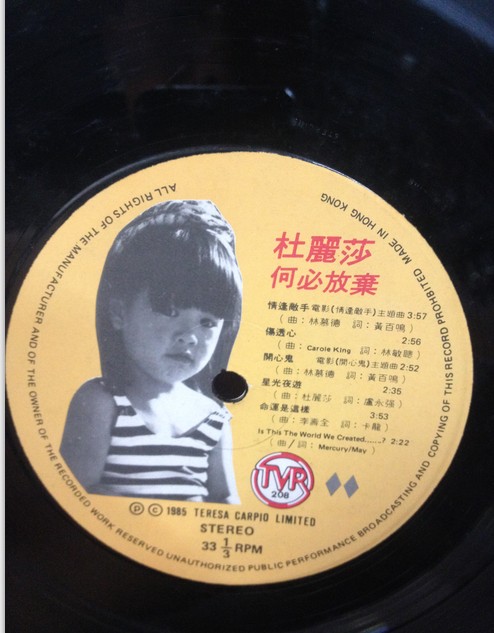 杜麗莎
何必放棄
情逢敵手 電影(情逢敵手)主題曲 3:57
(曲：林慕德 詞：黃百鳴)
傷透心 2:56
(曲：Carole King 詞：林敏聰)
開心鬼 電影(開心鬼)主題曲 2:52
(曲：林慕德 詞：黃百鳴)
星光夜遊 2:35
(曲：杜麗莎 詞：盧永强)
命運是這樣 3:53
(曲：李壽全 詞：卡龍)
Is This The World We Created......? 2:22
(曲/詞：Mercury/May)
TVR
208
Ⓟ © 1985 TERESA CARPIO LIMITED
STEREO
33 1/3 RPM
ALL RIGHTS OF THE MANUFACTURER AND OF THE OWNER OF THE RECORDED WORK RESERVED UNAUTHORIZED PUBLIC PERFORMANCE BROADCASTING AND COPYING OF THIS RECORD PROHIBITED MADE IN HONG KONG